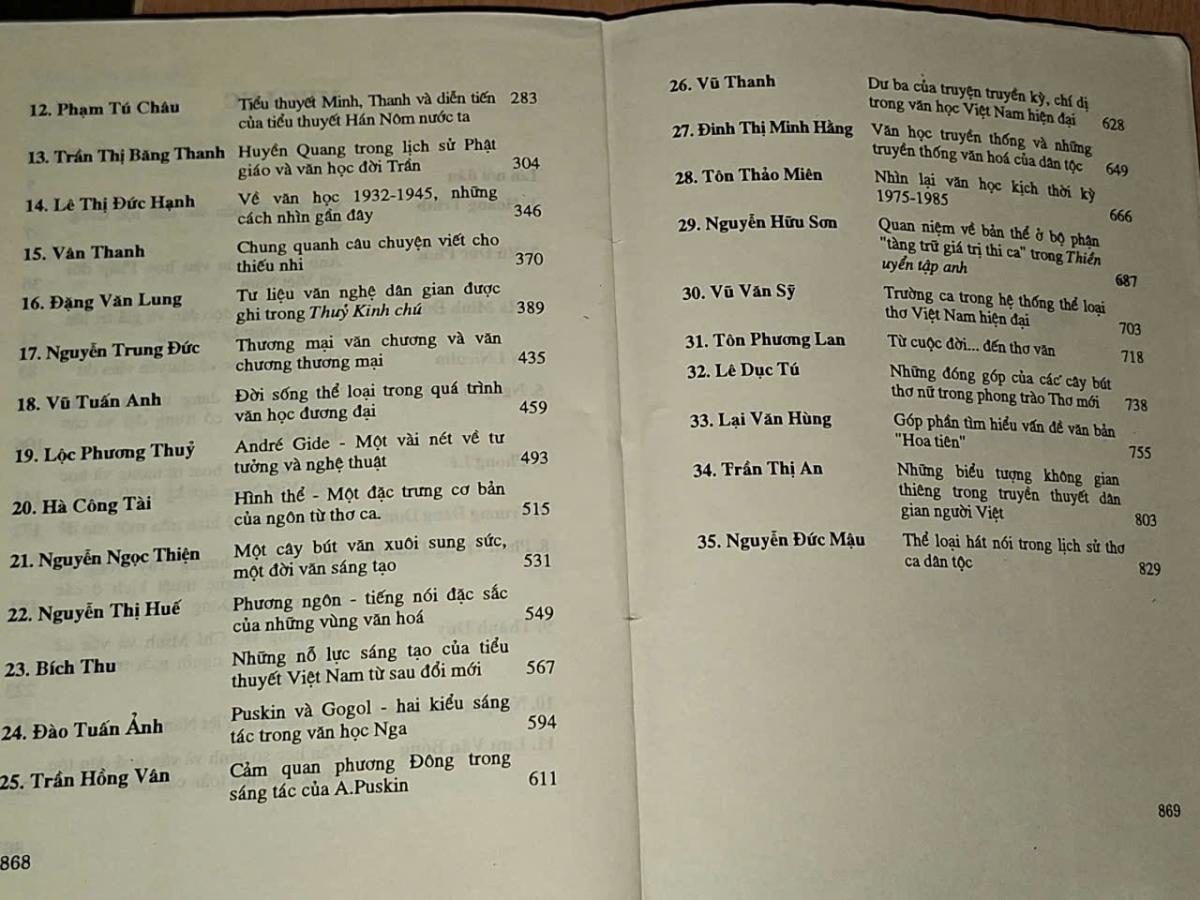 12. Phạm Tú Châu Tiểu thuyết Minh, Thanh và diễn tiến 283
của tiểu thuyết Hán Nôm nước ta
13. Trần Thị Băng Thanh Huyền Quang trong lịch sử Phật
giáo và văn học đời Trần 304
14. Lê Thị Đức Hạnh Về văn học 1932-1945, những
cách nhìn gần đây 346
15. Vân Thanh Chung quanh câu chuyện viết cho
thiếu nhi 370
16. Đặng Văn Lung Tư liệu văn nghệ dân gian được
ghi trong Thuỷ Kinh chú 389
17. Nguyễn Trung Đức Thương mại văn chương và văn
chương thương mại 435
18. Vũ Tuấn Anh Đời sống thể loại trong quá trình
văn học đương đại 459
19. Lộc Phương Thuỷ André Gide - Một vài nét về tư
tưởng và nghệ thuật 493
20. Hà Công Tài Hình thể - Một đặc trưng cơ bản
của ngôn từ thơ ca. 515
21. Nguyễn Ngọc Thiện Một cây bút văn xuôi sung sức,
một đời văn sáng tạo 531
22. Nguyễn Thị Huế Phương ngôn - tiếng nói đặc sắc
của những vùng văn hoá 549
23. Bích Thu Những nỗ lực sáng tạo của tiểu
thuyết Việt Nam từ sau đổi mới 567
24. Đào Tuấn Ảnh Puskin và Gogol - hai kiểu sáng
tác trong văn học Nga 594
25. Trần Hồng Vân Cảm quan phương Đông trong
sáng tác của A.Puskin 611
868
26. Vũ Thanh Dư ba của truyện truyền kỳ, chí dị
trong văn học Việt Nam hiện đại 628
27. Đinh Thị Minh Hằng Văn học truyền thống và những
truyền thống văn hoá của dân tộc 649
28. Tôn Thảo Miên Nhìn lại văn học kịch thời kỳ
1975-1985 666
29. Nguyễn Hữu Sơn Quan niệm về bản thể ở bộ phận
"tàng trữ giá trị thi ca" trong Thiền
uyển tập anh 687
30. Vũ Văn Sỹ Trường ca trong hệ thống thể loại
thơ Việt Nam hiện đại 703
31. Tôn Phương Lan Từ cuộc đời... đến thơ văn 718
32. Lê Dục Tú Những đóng góp của các cây bút
thơ nữ trong phong trào Thơ mới 738
33. Lại Văn Hùng Góp phần tìm hiểu vấn đề văn bản
"Hoa tiên" 755
34. Trần Thị An Những biểu tượng không gian
thiêng trong truyền thuyết dân
gian người Việt 803
35. Nguyễn Đức Mậu Thể loại hát nói trong lịch sử thơ
ca dân tộc 829
869